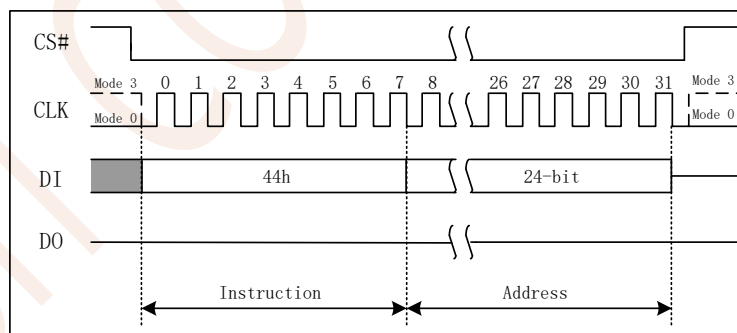 CS#
Mode 3 0 1 2 3 4 5 6 7 8 26 27 28 29 30 31 Mode 3
CLK
Mode 0 Mode 0
DI 44h 24-bit
DO
Instruction Address